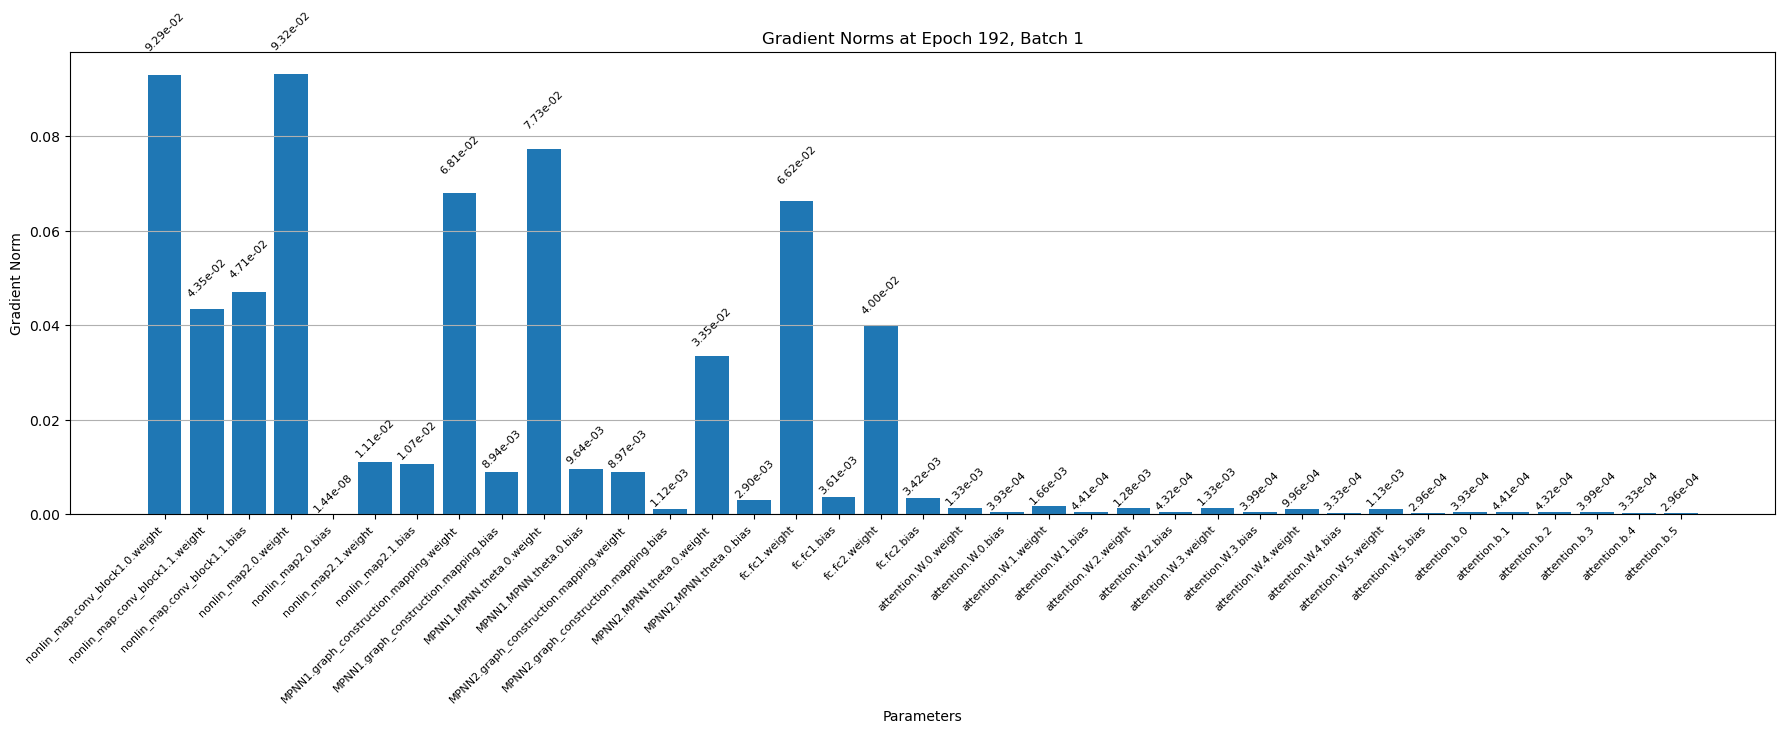 Gradient Norms at Epoch 192, Batch 1
Gradient Norm
0.08
0.06
0.04
0.02
0.00
9.29e-02
4.35e-02
4.71e-02
9.32e-02
1.44e-08
1.11e-02
1.07e-02
6.81e-02
8.94e-03
7.73e-02
9.64e-03
8.97e-03
1.12e-03
3.35e-02
2.90e-03
6.62e-02
3.61e-03
4.00e-02
3.42e-03
1.33e-03
3.93e-04
1.66e-03
4.41e-04
1.28e-03
4.32e-04
1.33e-03
3.99e-04
9.96e-04
3.33e-04
1.13e-03
2.96e-04
3.93e-04
4.41e-04
4.32e-04
3.99e-04
3.33e-04
2.96e-04
nonlin_map.conv_block1.0.weight
nonlin_map.conv_block1.1.weight
nonlin_map.conv_block1.1.bias
nonlin_map2.0.weight
nonlin_map2.0.bias
nonlin_map2.1.weight
nonlin_map2.1.bias
MPNN1.graph_construction.mapping.weight
MPNN1.graph_construction.mapping.bias
MPNN1.MPNN.theta.0.weight
MPNN1.MPNN.theta.0.bias
MPNN2.graph_construction.mapping.weight
MPNN2.graph_construction.mapping.bias
MPNN2.MPNN.theta.0.weight
MPNN2.MPNN.theta.0.bias
fc.fc1.weight
fc.fc1.bias
fc.fc2.weight
fc.fc2.bias
attention.W.0.weight
attention.W.0.bias
attention.W.1.weight
attention.W.1.bias
attention.W.2.weight
attention.W.2.bias
attention.W.3.weight
attention.W.3.bias
attention.W.4.weight
attention.W.4.bias
attention.W.5.weight
attention.W.5.bias
attention.b.0
attention.b.1
attention.b.2
attention.b.3
attention.b.4
attention.b.5
Parameters